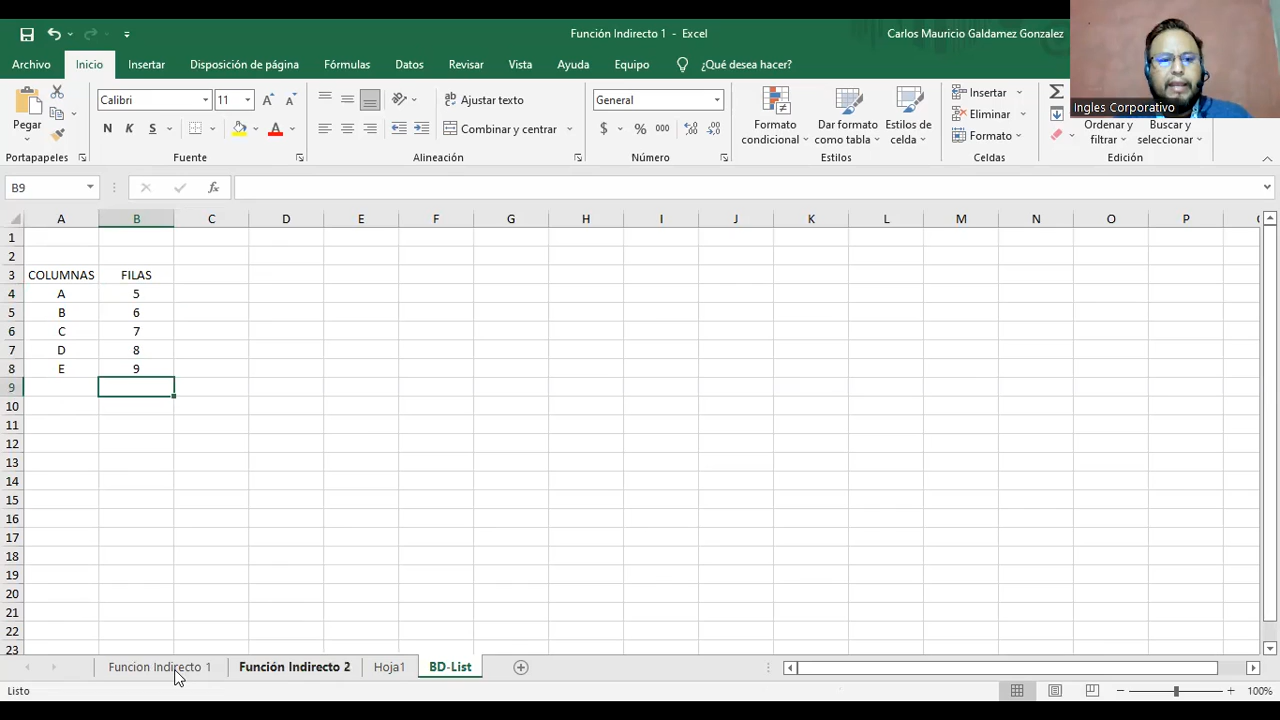 Función Indirecto 1 - Excel
Carlos Mauricio Galdamez Gonzalez
Archivo Inicio Insertar Disposición de página Fórmulas Datos Revisar Vista Ayuda Equipo ¿Qué desea hacer?
Ingles Corporativo
Pegar
Calibri 11
N K S
Ajustar texto
Combinar y centrar
General
$ % 000
Formato condicional
Dar formato como tabla
Estilos de celda
Insertar
Eliminar
Formato
Ordenar y filtrar
Buscar y seleccionar
Portapapeles Fuente Alineación Número Estilos Celdas Edición
B9 fx
A B C D E F G H I J K L M N O P
1
2
3 COLUMNAS FILAS
4 A 5
5 B 6
6 C 7
7 D 8
8 E 9
9
10
11
12
13
14
15
16
17
18
19
20
21
22
23
Funcion Indirecto 1 Función Indirecto 2 Hoja1 BD-List
Listo 100%